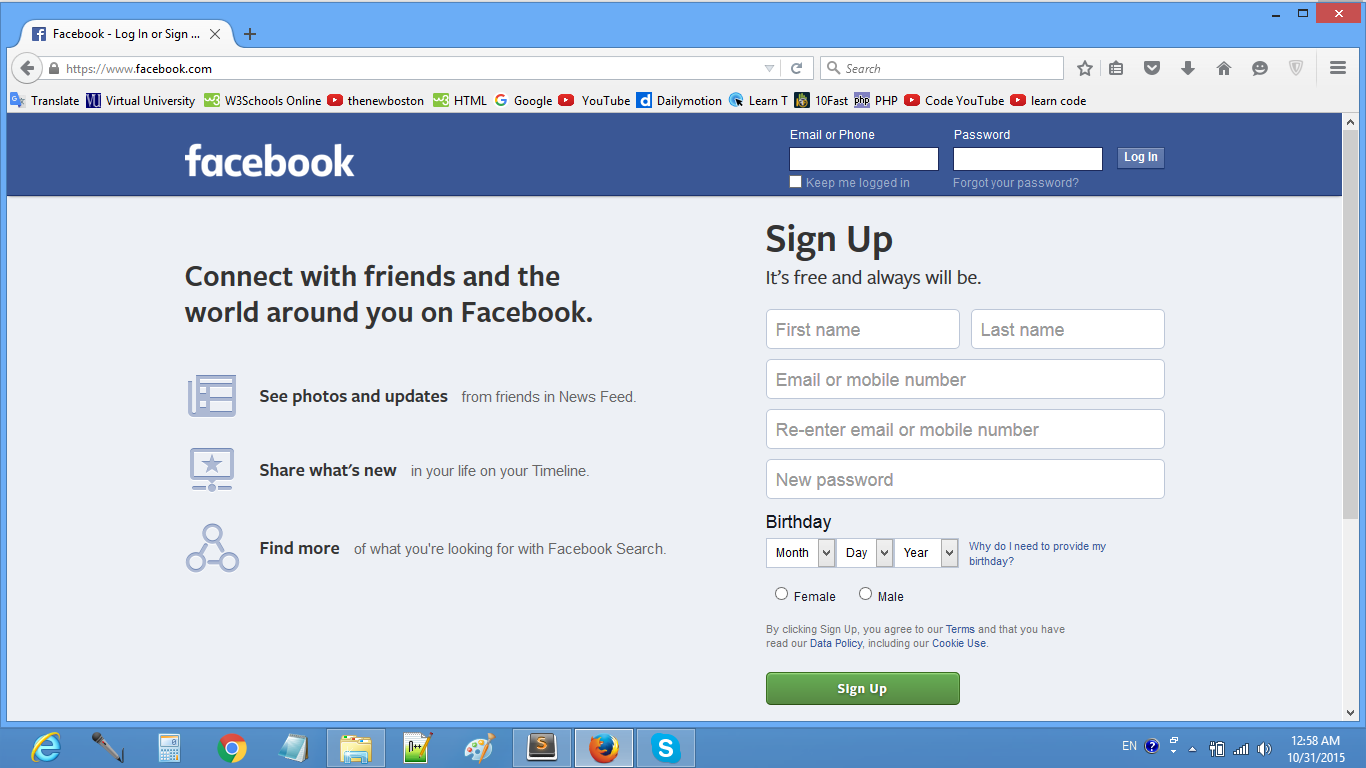 Facebook - Log In or Sign ...
https://www.facebook.com
Search
Translate Virtual University W3Schools Online thenewboston HTML Google YouTube Dailymotion Learn T 10Fast PHP Code YouTube learn code
facebook
Email or Phone Password
Log In
Keep me logged in Forgot your password?
Connect with friends and the
world around you on Facebook.
See photos and updates from friends in News Feed.
Share what's new in your life on your Timeline.
Find more of what you're looking for with Facebook Search.
Sign Up
It's free and always will be.
First name Last name
Email or mobile number
Re-enter email or mobile number
New password
Birthday
Month Day Year
Why do I need to provide my
birthday?
Female Male
By clicking Sign Up, you agree to our Terms and that you have
read our Data Policy, including our Cookie Use.
Sign Up
EN
12:58 AM
10/31/2015